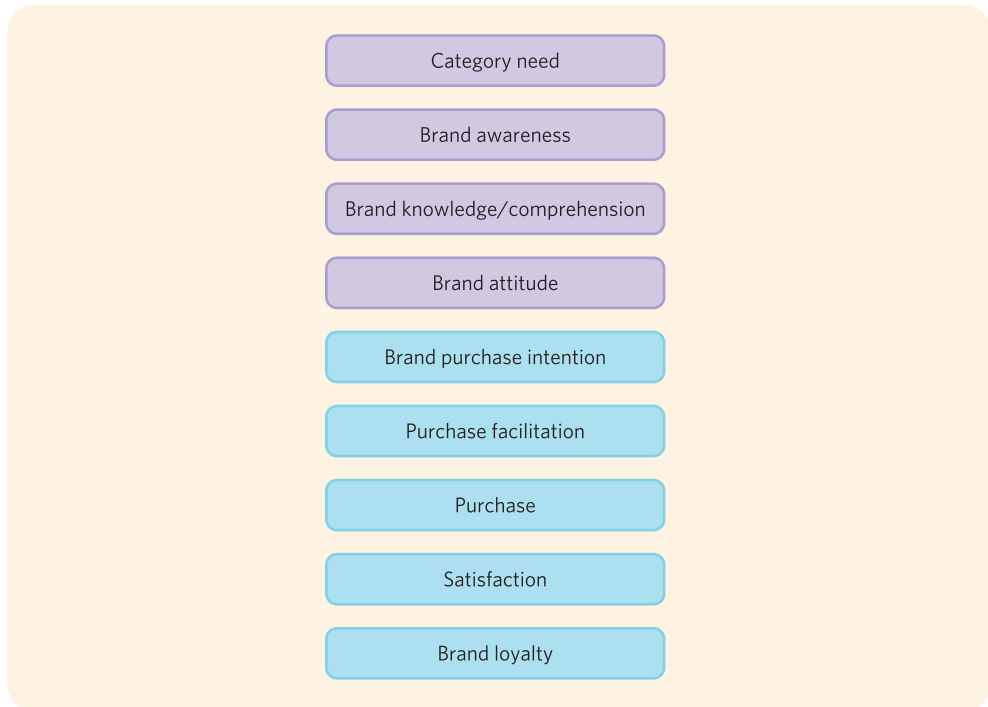 Category need
Brand awareness
Brand knowledge/comprehension
Brand attitude
Brand purchase intention
Purchase facilitation
Purchase
Satisfaction
Brand loyalty